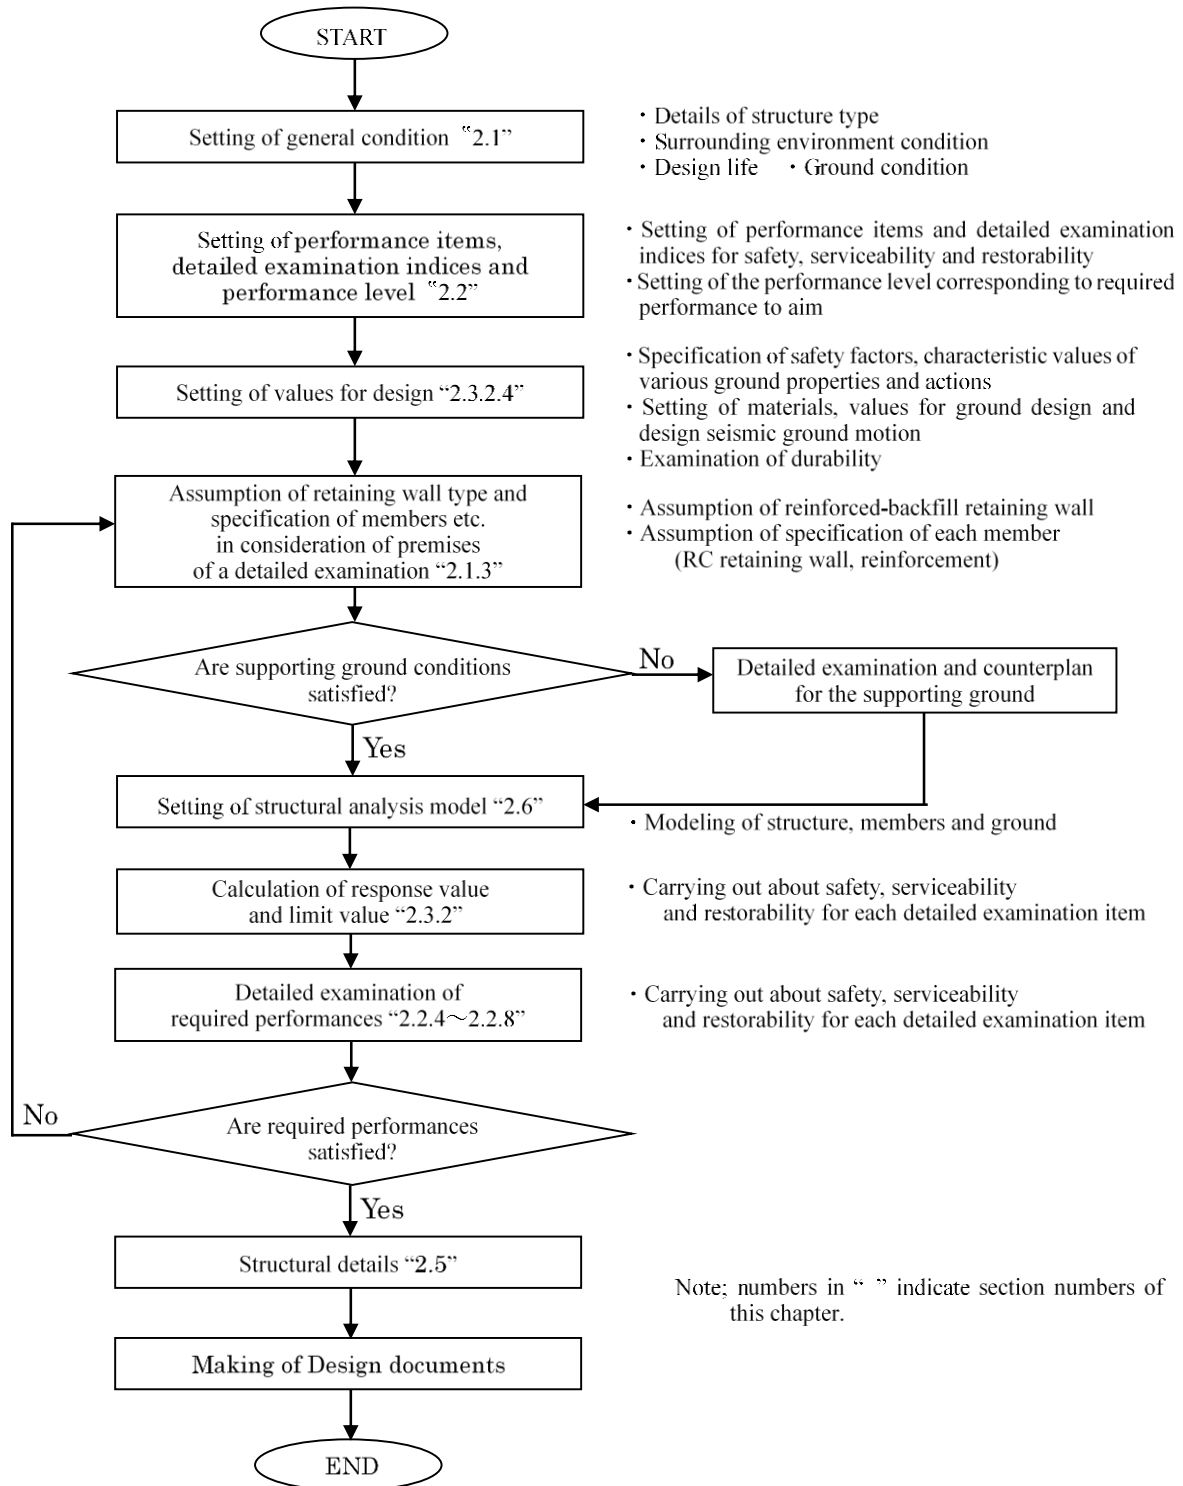 START
Setting of general condition “2.1”
・Details of structure type
・Surrounding environment condition
・Design life ・Ground condition
Setting of performance items,
detailed examination indices and
performance level “2.2”
・Setting of performance items and detailed examination
indices for safety, serviceability and restorability
・Setting of the performance level corresponding to required
performance to aim
Setting of values for design “2.3.2.4”
・Specification of safety factors, characteristic values of
various ground properties and actions
・Setting of materials, values for ground design and
design seismic ground motion
・Examination of durability
Assumption of retaining wall type and
specification of members etc.
in consideration of premises
of a detailed examination “2.1.3”
・Assumption of reinforced-backfill retaining wall
・Assumption of specification of each member
(RC retaining wall, reinforcement)
Are supporting ground conditions
satisfied?
No
Detailed examination and counterplan
for the supporting ground
Yes
Setting of structural analysis model “2.6”
・Modeling of structure, members and ground
Calculation of response value
and limit value “2.3.2”
・Carrying out about safety, serviceability
and restorability for each detailed examination item
Detailed examination of
required performances “2.2.4～2.2.8”
・Carrying out about safety, serviceability
and restorability for each detailed examination item
Are required performances
satisfied?
No
Yes
Structural details “2.5”
Note; numbers in “ ” indicate section numbers of
this chapter.
Making of Design documents
END